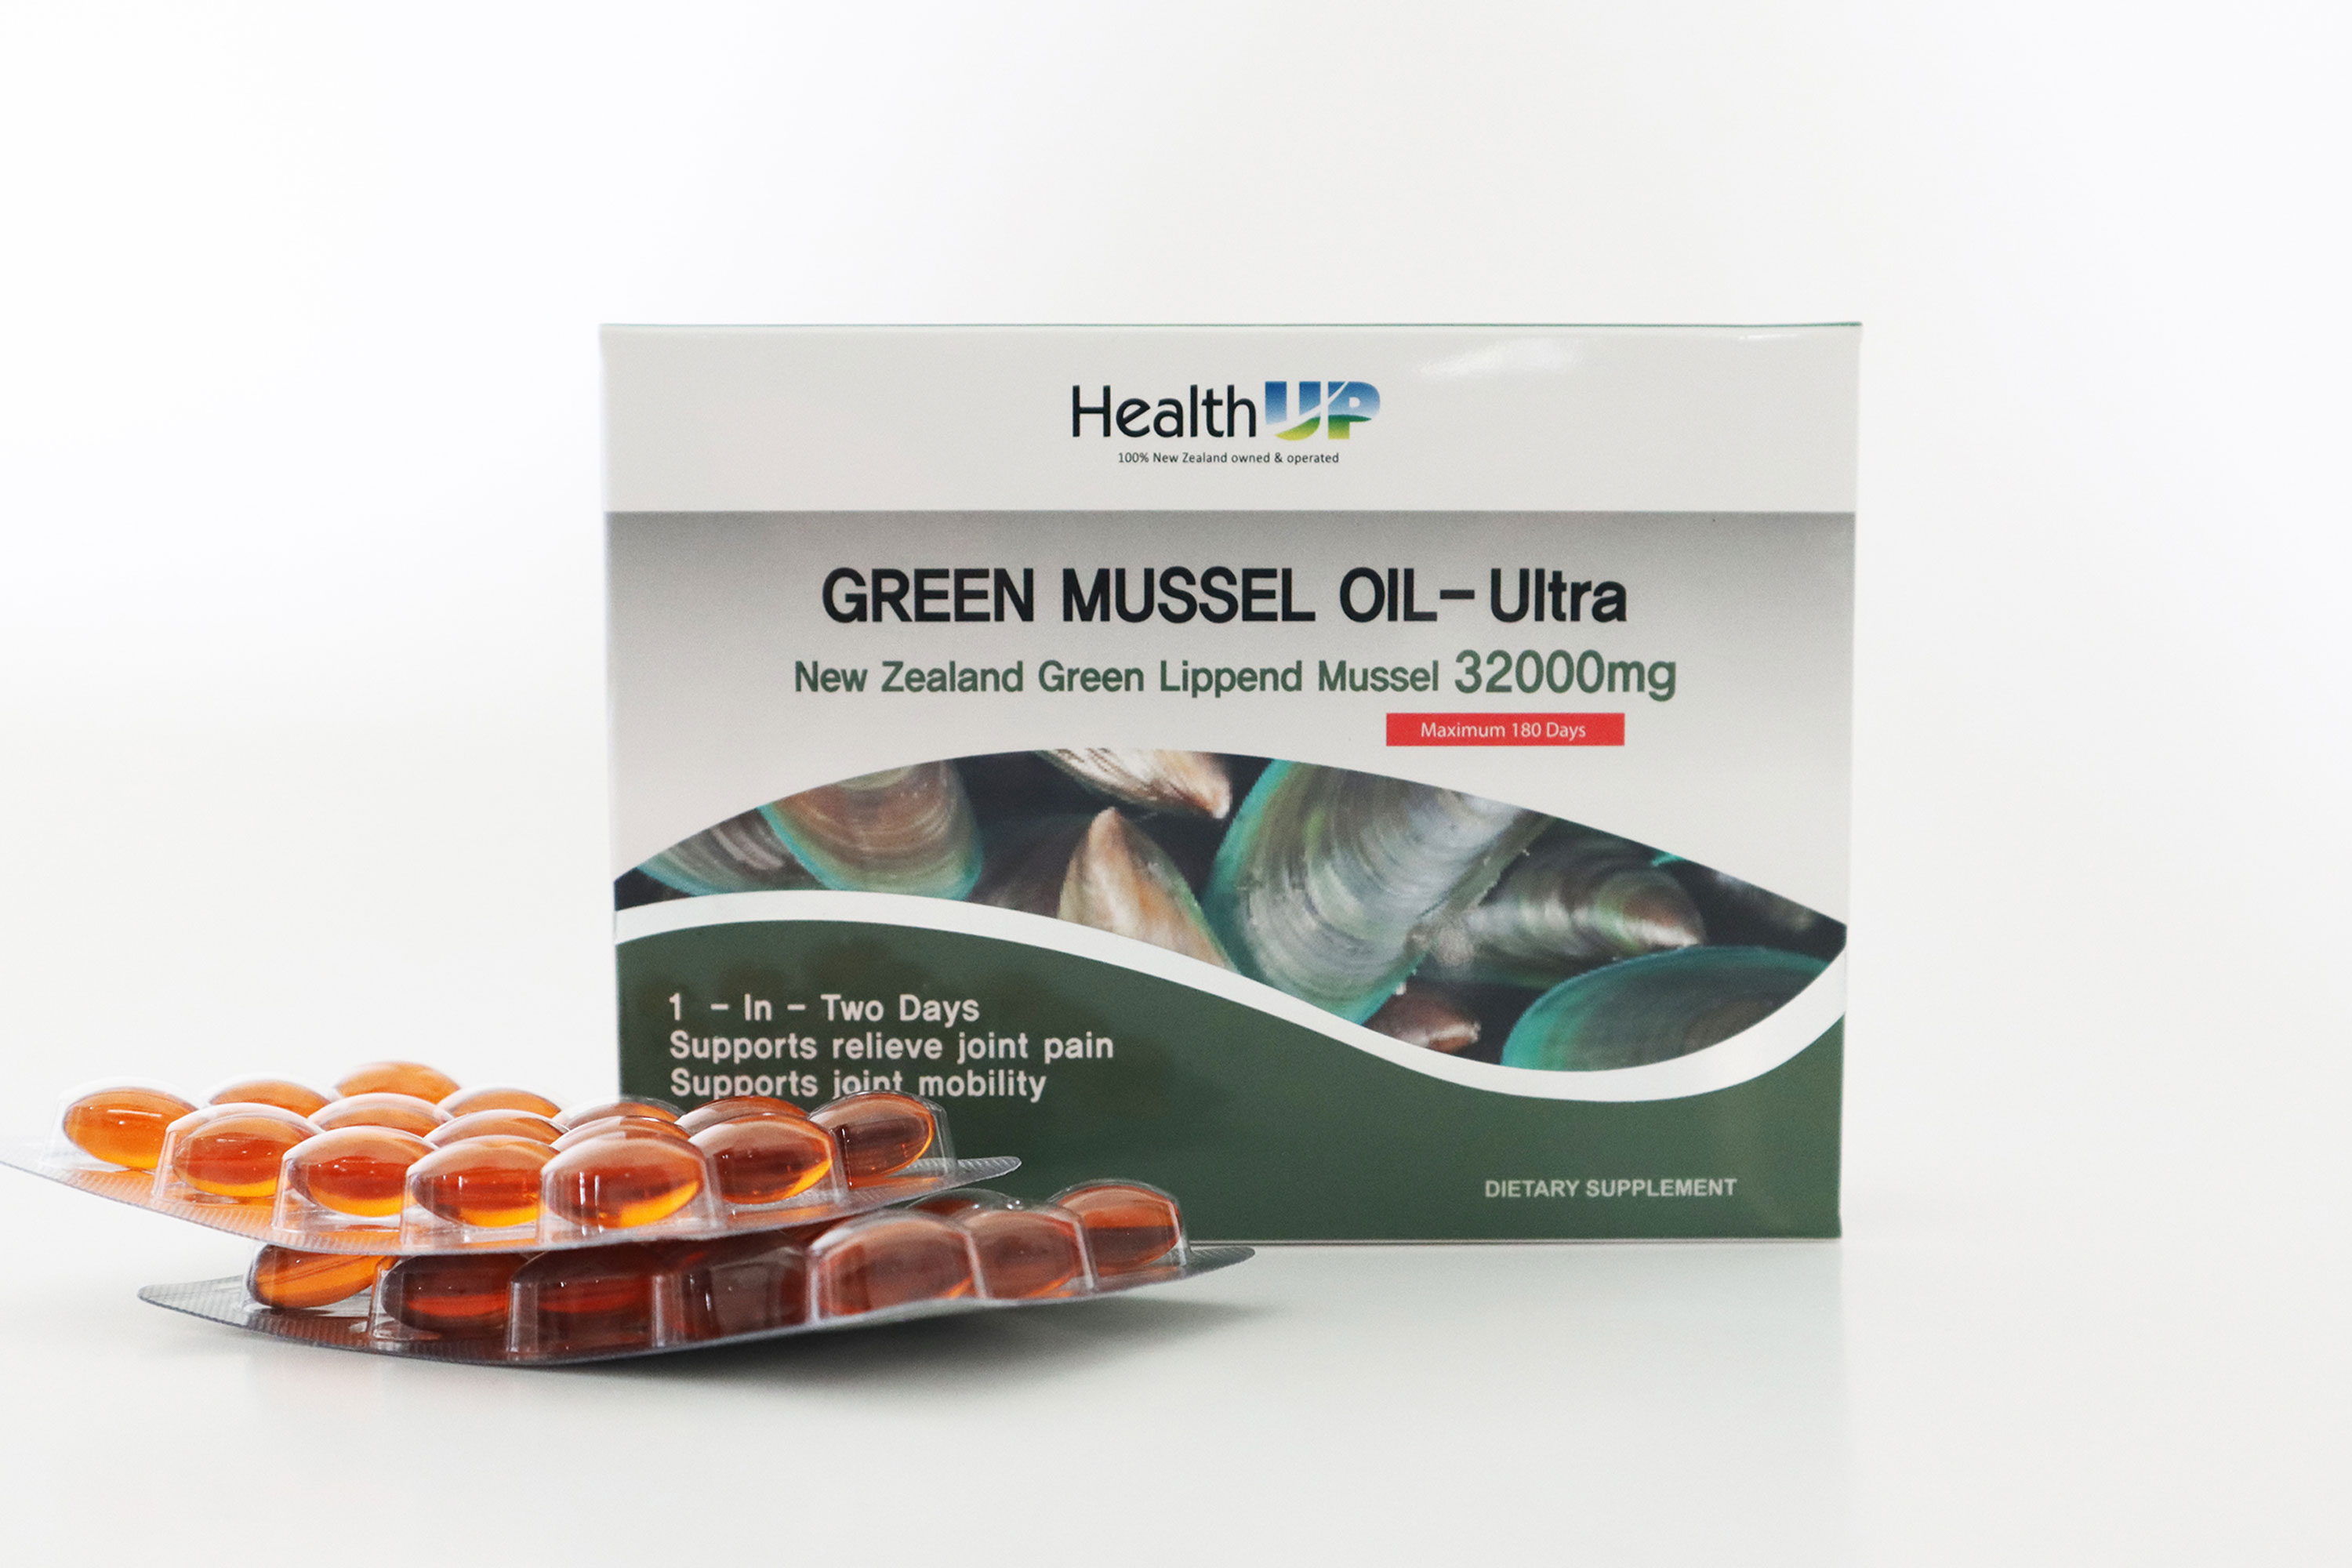 HealthUP
100% New Zealand owned & operated
GREEN MUSSEL OIL-Ultra
New Zealand Green Lippend Mussel 32000mg
Maximum 180 Days
1 - In - Two Days
Supports relieve joint pain
Supports joint mobility
DIETARY SUPPLEMENT